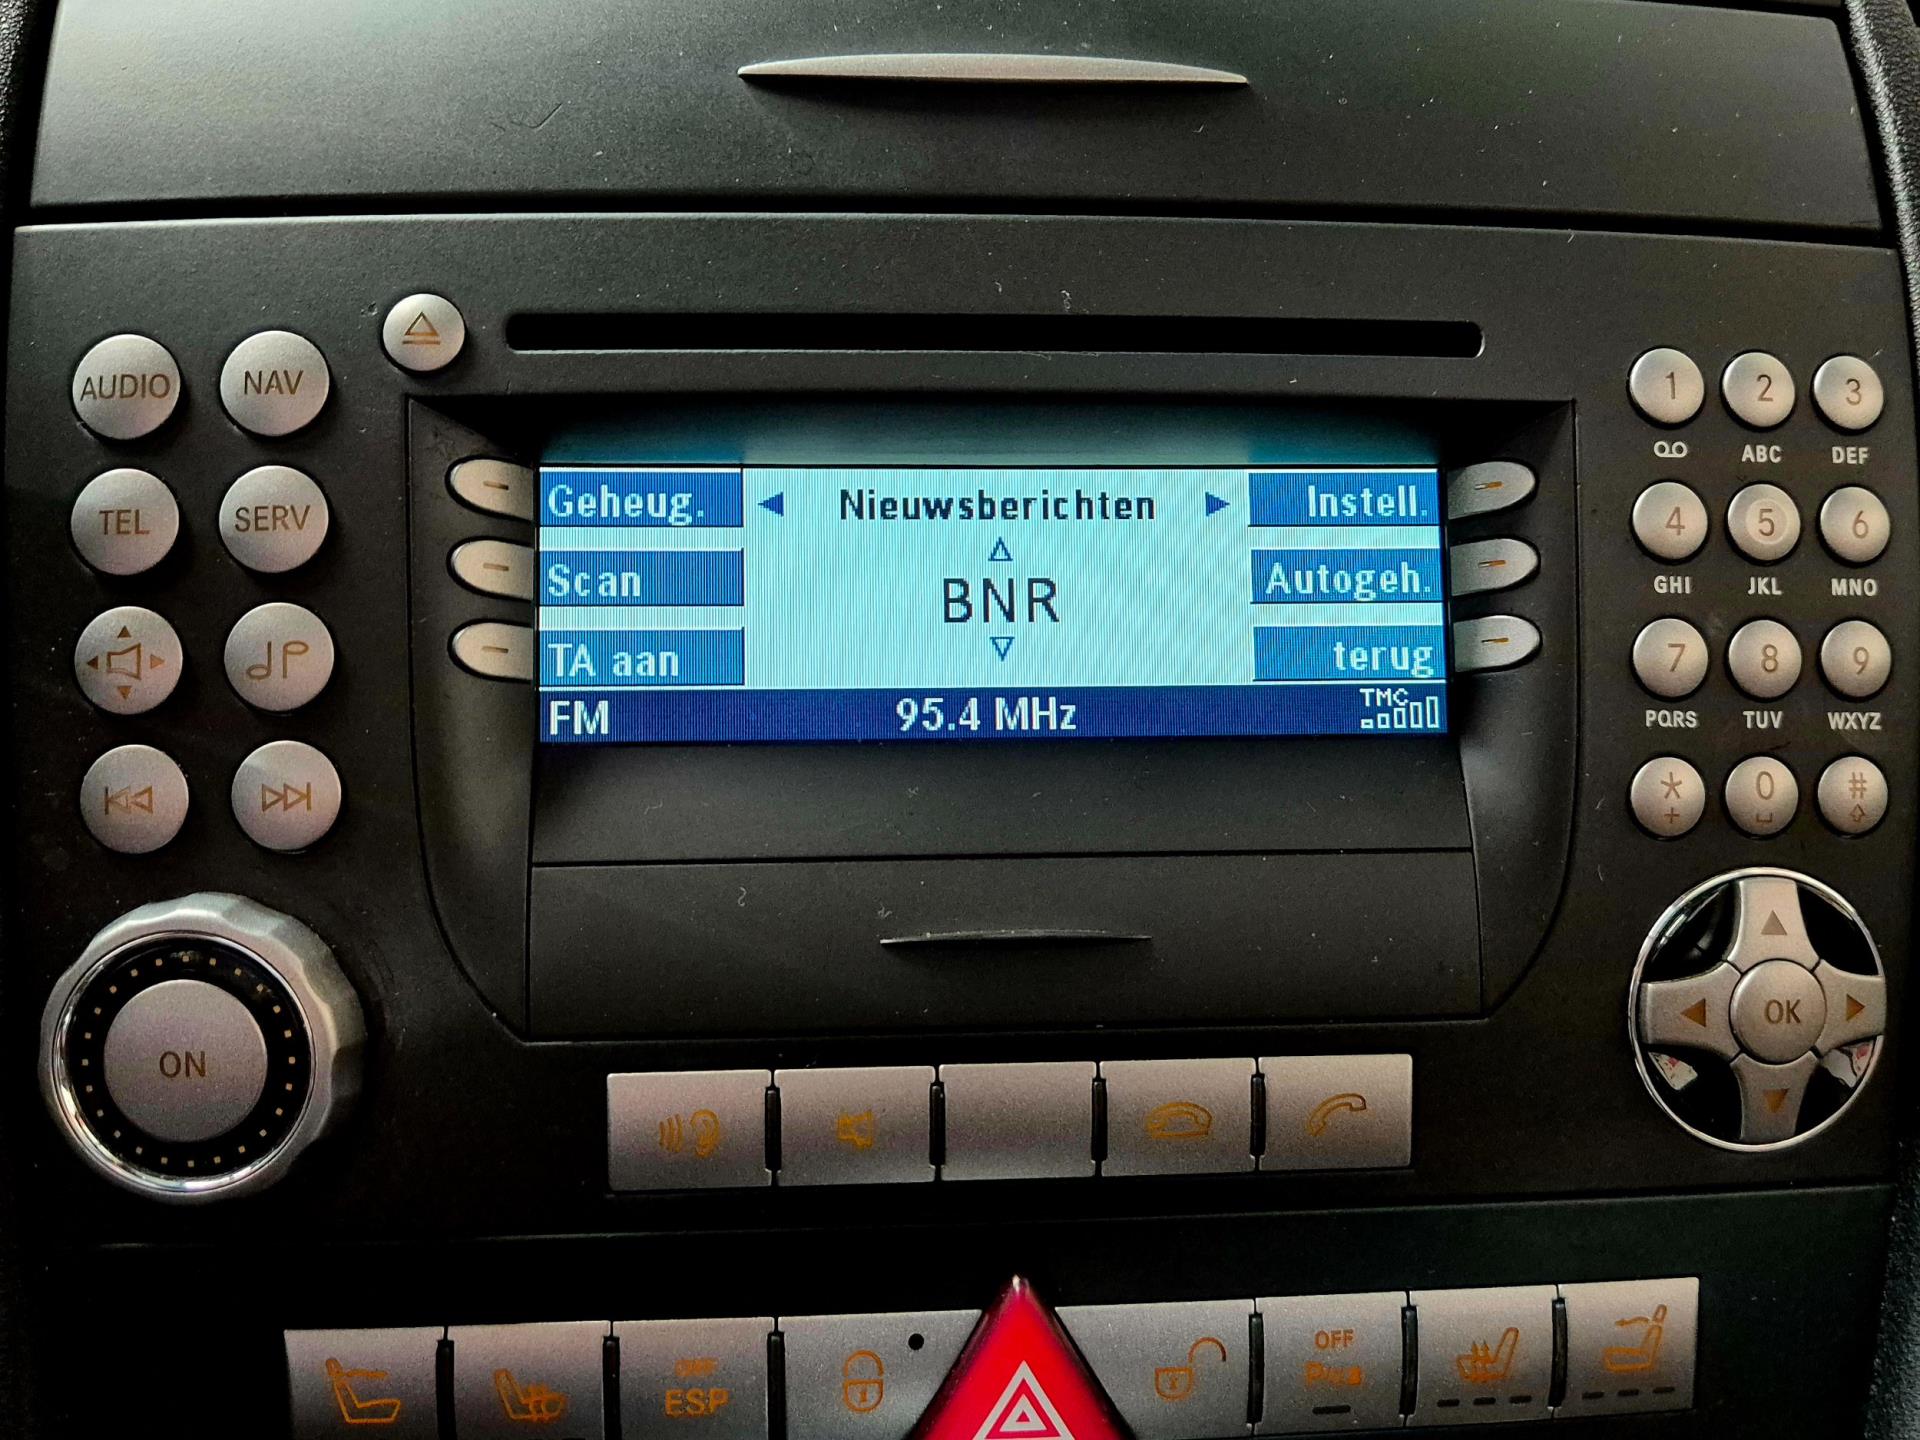 AUDIO NAV
TEL SERV
ON
Geheug.
Scan
TA aan
Nieuwsberichten
BNR
Instell.
Autogeh.
terug
FM 95.4 MHz TMC
1 2 3
ABC DEF
4 5 6
GHI JKL MNO
7 8 9
PQRS TUV WXYZ
* 0 #
+
OK
OFF
ESP
OFF